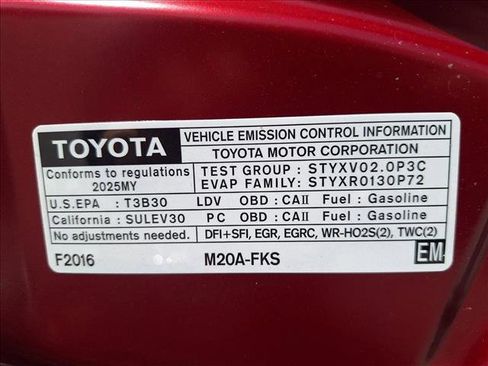 TOYOTA
VEHICLE EMISSION CONTROL INFORMATION
TOYOTA MOTOR CORPORATION
Conforms to regulations
2025MY
TEST GROUP : STYXV02.0P3C
EVAP FAMILY: STYXR0130P72
U.S.EPA : T3B30 LDV OBD : CAⅡ Fuel : Gasoline
California : SULEV30 PC OBD : CAⅡ Fuel : Gasoline
No adjustments needed. DFI+SFI, EGR, EGRC, WR-HO2S(2), TWC(2)
F2016 M20A-FKS EM